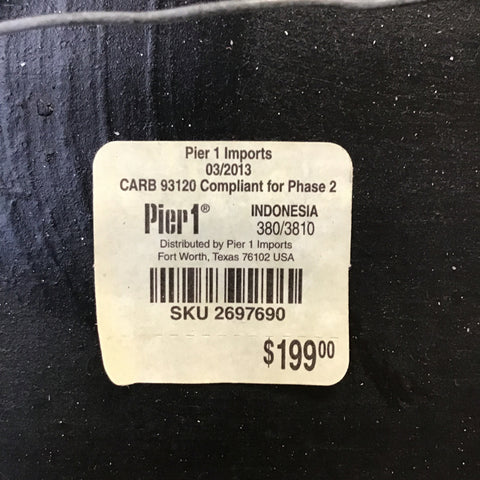 Pier 1 Imports
03/2013
CARB 93120 Compliant for Phase 2
Pier1® INDONESIA
380/3810
Distributed by Pier 1 Imports
Fort Worth, Texas 76102 USA
SKU 2697690
$199.00